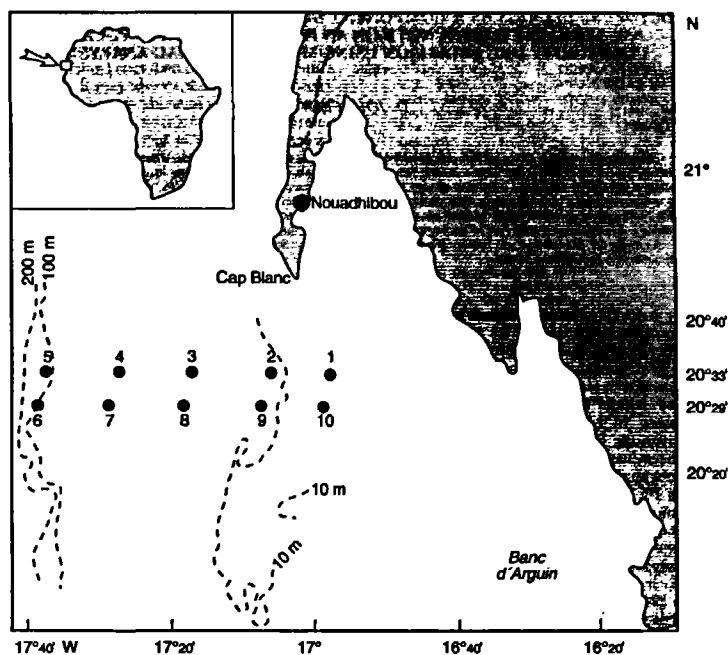 N
21°
Nouadhibou
200 m
100 m
Cap Blanc
20°40'
5 4 3 2 1
20°33'
6 7 8 9 10
20°29'
20°20'
10 m
10 m
Banc
d'Arguin
17°40' W 17°20' 17° 16°40' 16°20'